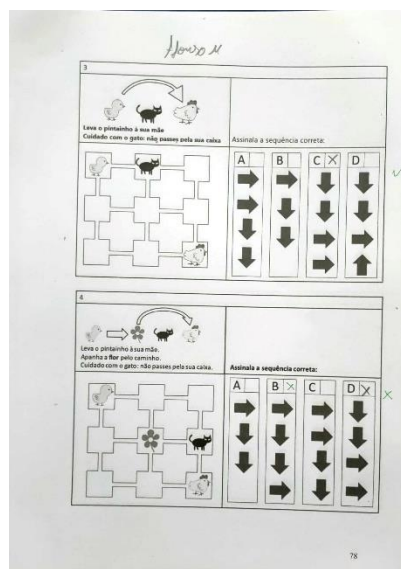 3
Leva o pintainho à sua mãe
Cuidado com o gato: não passes pela sua caixa
Assinala a sequência correta:
A B C X D
4
Leva o pintainho à sua mãe.
Apanha a flor pelo caminho.
Cuidado com o gato: não passes pela sua caixa.
Assinala a sequência correta:
A B X C D X
78